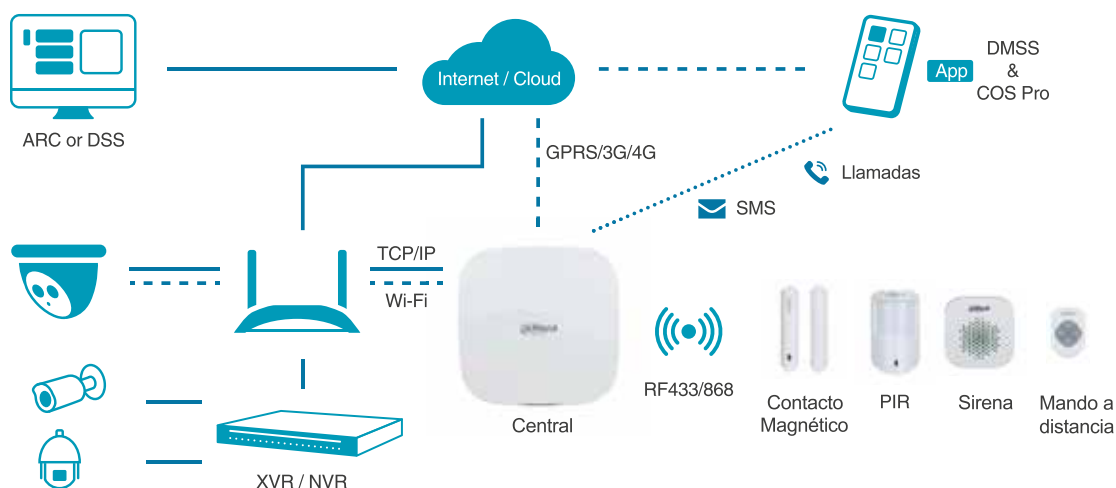 Internet / Cloud
App
DMSS
&
COS Pro
ARC or DSS
GPRS/3G/4G
Llamadas
SMS
TCP/IP
Wi-Fi
alhua
RF433/868
Contacto
Magnético
PIR
Sirena
Mando a
distancia
Central
XVR / NVR